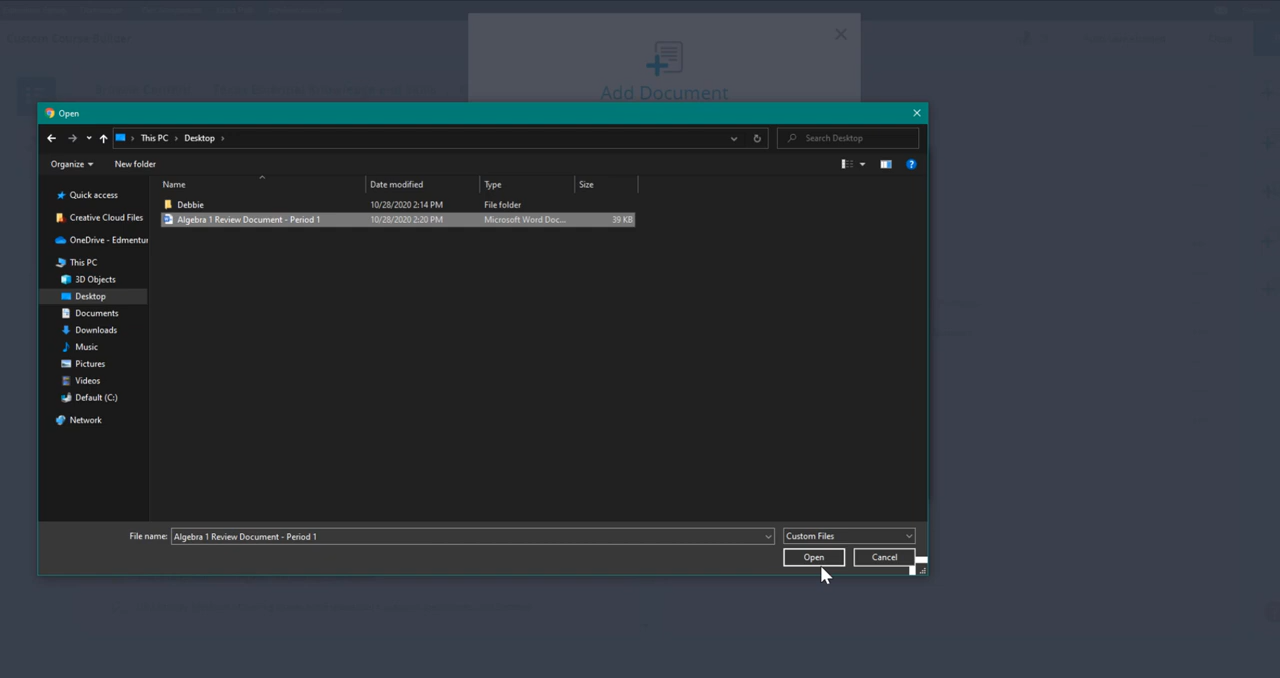 Add Document
Open
This PC
Desktop
Search Desktop
Organize
New folder
Name
Date modified
Type
Size
Debbie
10/28/2020 2:14 PM
File folder
Algebra 1 Review Document - Period 1
10/28/2020 2:20 PM
Microsoft Word Doc...
39 KB
Quick access
Creative Cloud Files
OneDrive - Edmentu
This PC
3D Objects
Desktop
Documents
Downloads
Music
Pictures
Videos
Default (C:)
Network
File name:
Algebra 1 Review Document - Period 1
Custom Files
Open
Cancel